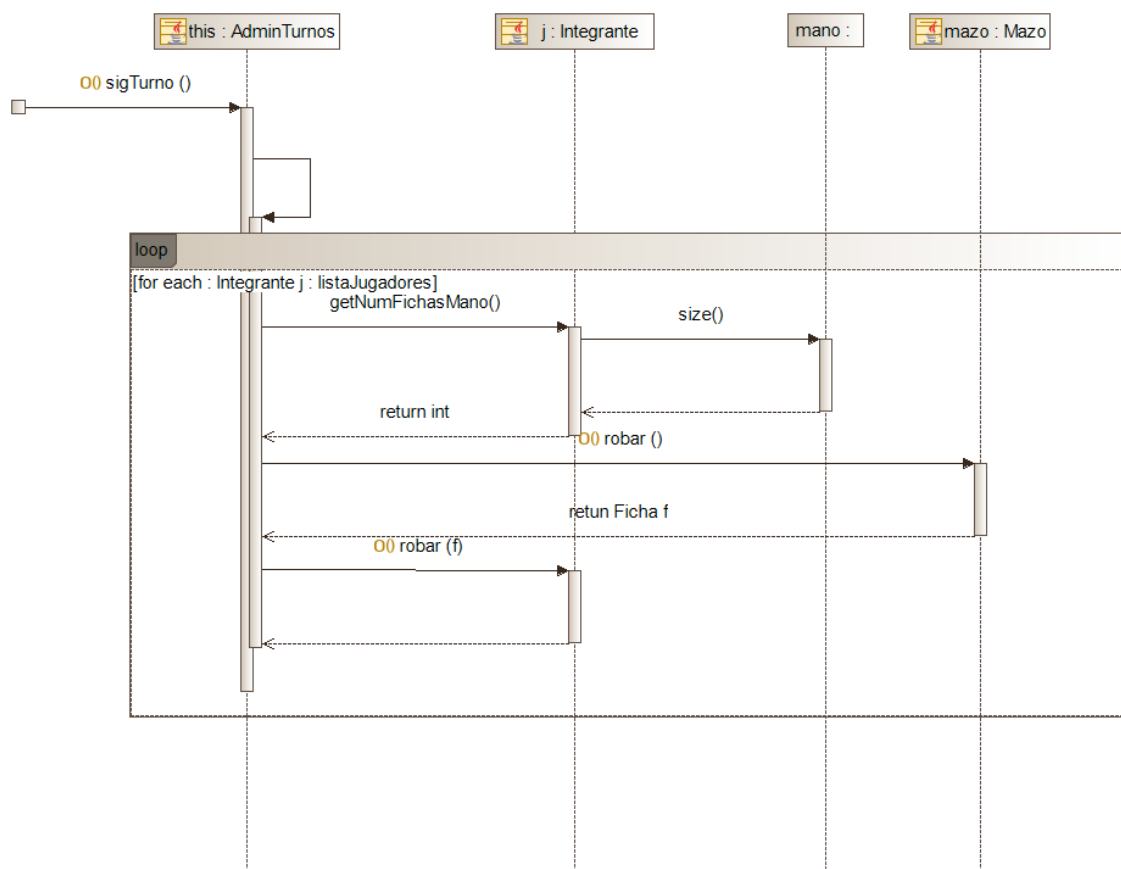 this : AdminTurnos
j : Integrante
mano :
mazo : Mazo
O() sigTurno ()
loop
[for each : Integrante j : listaJugadores]
getNumFichasMano()
size()
return int
O() robar ()
retun Ficha f
O() robar (f)